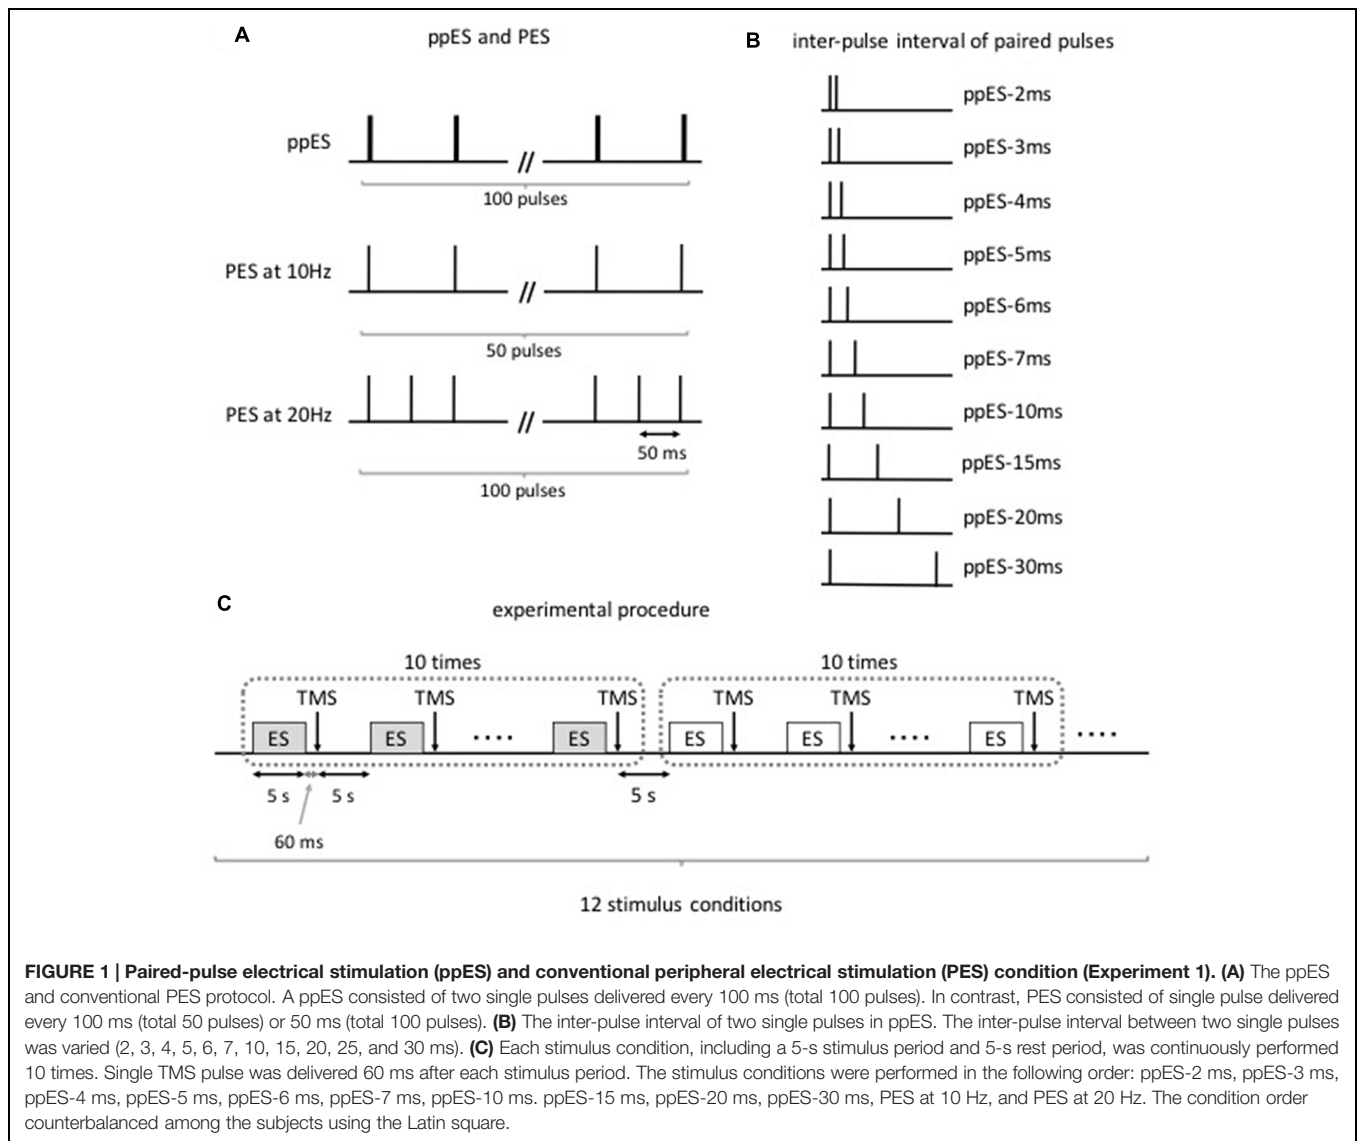 A
ppES and PES
ppES
//
100 pulses
PES at 10Hz
//
50 pulses
PES at 20Hz
//
50 ms
100 pulses
B
inter-pulse interval of paired pulses
ppES-2ms
ppES-3ms
ppES-4ms
ppES-5ms
ppES-6ms
ppES-7ms
ppES-10ms
ppES-15ms
ppES-20ms
ppES-30ms
C
experimental procedure
10 times 10 times
TMS TMS TMS TMS TMS TMS
ES ES .... ES ES ES .... ES ....
5 s 5 s 5 s
60 ms
12 stimulus conditions
FIGURE 1 | Paired-pulse electrical stimulation (ppES) and conventional peripheral electrical stimulation (PES) condition (Experiment 1). (A) The ppES
and conventional PES protocol. A ppES consisted of two single pulses delivered every 100 ms (total 100 pulses). In contrast, PES consisted of single pulse delivered
every 100 ms (total 50 pulses) or 50 ms (total 100 pulses). (B) The inter-pulse interval of two single pulses in ppES. The inter-pulse interval between two single pulses
was varied (2, 3, 4, 5, 6, 7, 10, 15, 20, 25, and 30 ms). (C) Each stimulus condition, including a 5-s stimulus period and 5-s rest period, was continuously performed
10 times. Single TMS pulse was delivered 60 ms after each stimulus period. The stimulus conditions were performed in the following order: ppES-2 ms, ppES-3 ms,
ppES-4 ms, ppES-5 ms, ppES-6 ms, ppES-7 ms, ppES-10 ms. ppES-15 ms, ppES-20 ms, ppES-30 ms, PES at 10 Hz, and PES at 20 Hz. The condition order
counterbalanced among the subjects using the Latin square.